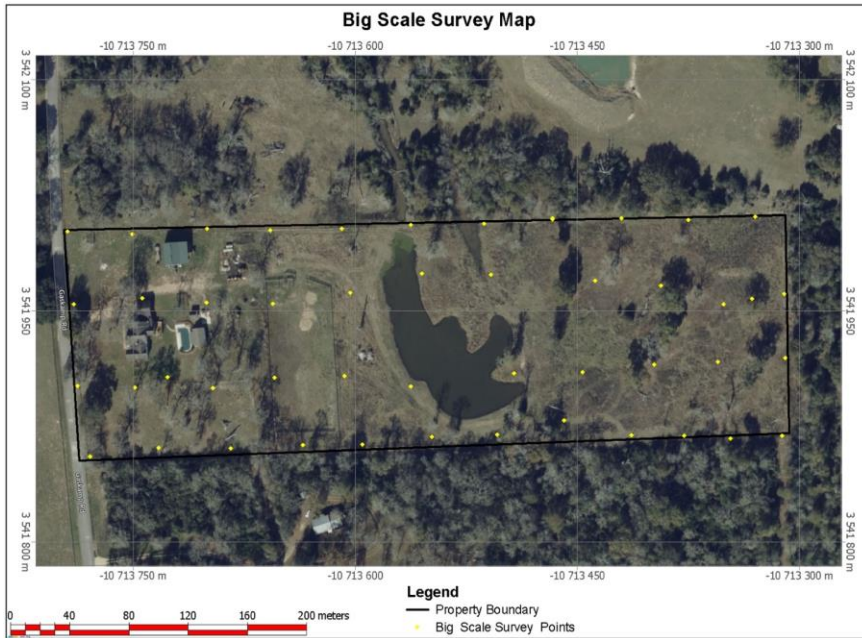 Big Scale Survey Map
-10 713 750 m -10 713 600 m -10 713 450 m -10 713 300 m
3 542 100 m 3 542 100 m
3 541 950 3 541 950
3 541 800 m 3 541 800 m
-10 713 750 m -10 713 600 m -10 713 450 m -10 713 300 m
Legend
Property Boundary
Big Scale Survey Points
0 40 80 120 160 200 meters